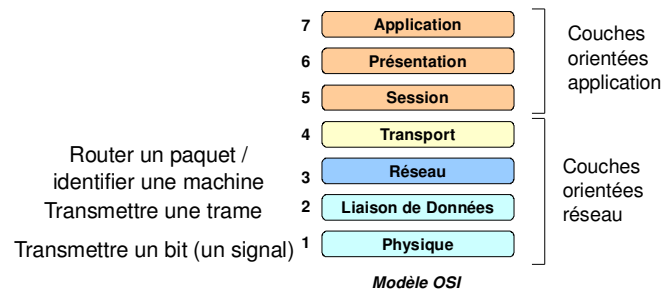 7 Application
6 Présentation
5 Session
Couches
orientées
application
4 Transport
Router un paquet /
identifier une machine
3 Réseau
Transmettre une trame
2 Liaison de Données
Transmettre un bit (un signal)
1 Physique
Couches
orientées
réseau
Modèle OSI